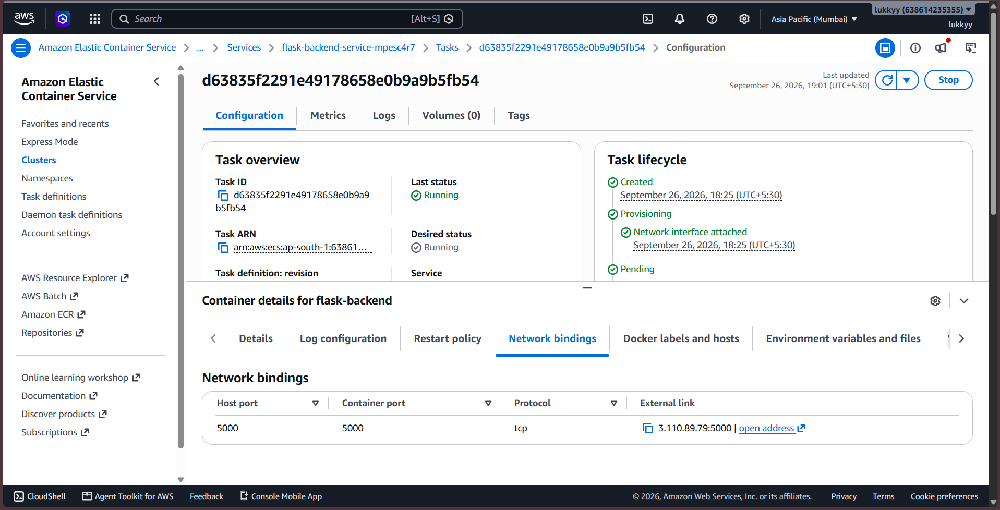 aws
Search
[Alt+S]
Asia Pacific (Mumbai)
lukkyy (638614235355)
lukkyy
Amazon Elastic Container Service
...
Services
flask-backend-service-mpesc4r7
Tasks
d63835f2291e49178658e0b9a9b5fb54
Configuration
Amazon Elastic
Container Service
Favorites and recents
Express Mode
Clusters
Namespaces
Task definitions
Daemon task definitions
Account settings
AWS Resource Explorer
AWS Batch
Amazon ECR
Repositories
Online learning workshop
Documentation
Discover products
Subscriptions
d63835f2291e49178658e0b9a9b5fb54
Last updated
September 26, 2026, 19:01 (UTC+5:30)
Stop
Configuration
Metrics
Logs
Volumes (0)
Tags
Task overview
Task ID
d63835f2291e49178658e0b9a9
b5fb54
Last status
Running
Task ARN
arn:aws:ecs:ap-south-1:63861...
Desired status
Running
Task definition: revision
Service
Task lifecycle
Created
September 26, 2026, 18:25 (UTC+5:30)
Provisioning
Network interface attached
September 26, 2026, 18:25 (UTC+5:30)
Pending
Container details for flask-backend
Details
Log configuration
Restart policy
Network bindings
Docker labels and hosts
Environment variables and files
Network bindings
Host port
Container port
Protocol
External link
5000
5000
tcp
3.110.89.79:5000 | open address
CloudShell
Agent Toolkit for AWS
Feedback
Console Mobile App
© 2026, Amazon Web Services, Inc. or its affiliates.
Privacy
Terms
Cookie preferences